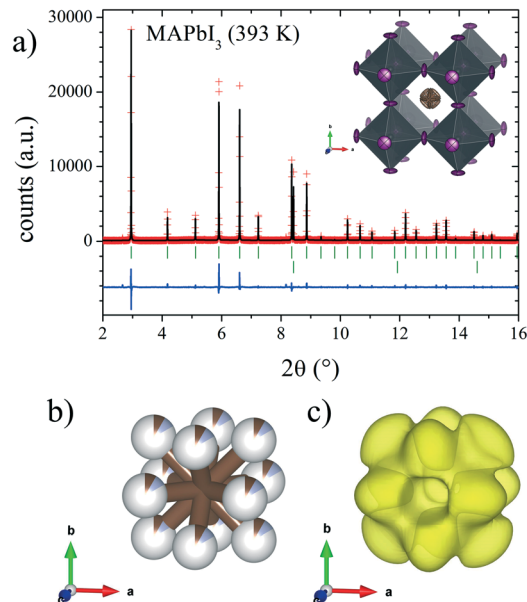 a)
MAPbI₃ (393 K)
30000
20000
10000
0
counts (a.u.)
b
a
2
4
6
8
10
12
14
16
2θ (°)
b)
c)
b
a
b
a